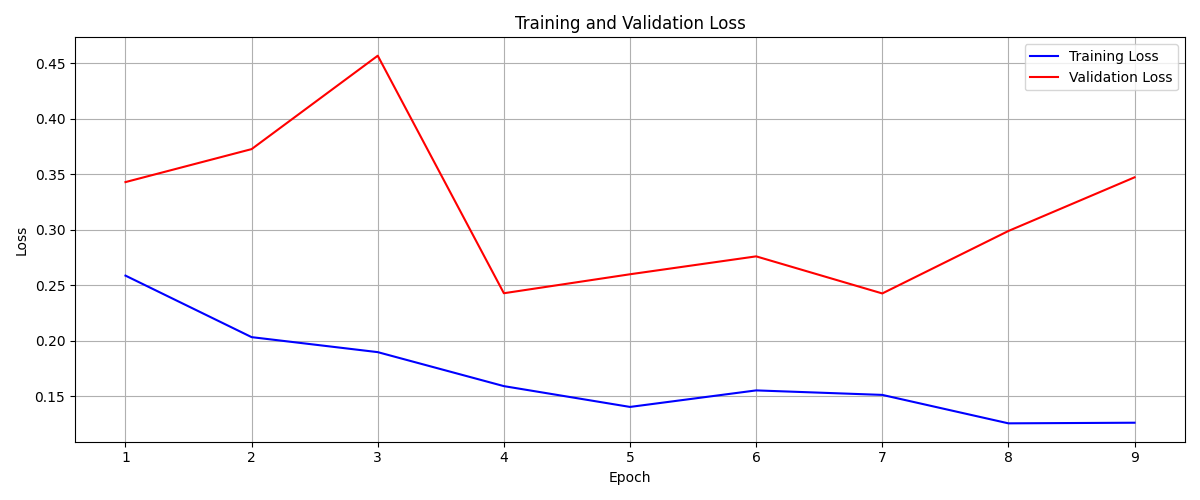 Training and Validation Loss
Training Loss
Validation Loss
0.45
0.40
0.35
0.30
0.25
0.20
0.15
Loss
1 2 3 4 5 6 7 8 9
Epoch